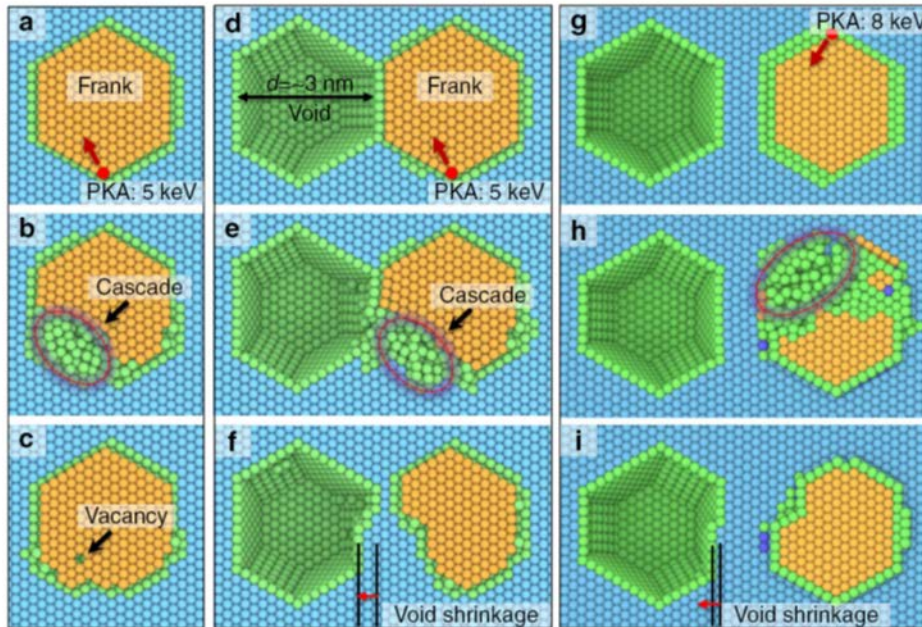 a
Frank
PKA: 5 keV
b
Cascade
c
Vacancy
d
d=~3 nm
Void
Frank
PKA: 5 keV
e
Cascade
f
Void shrinkage
g
PKA: 8 keV
h
i
Void shrinkage